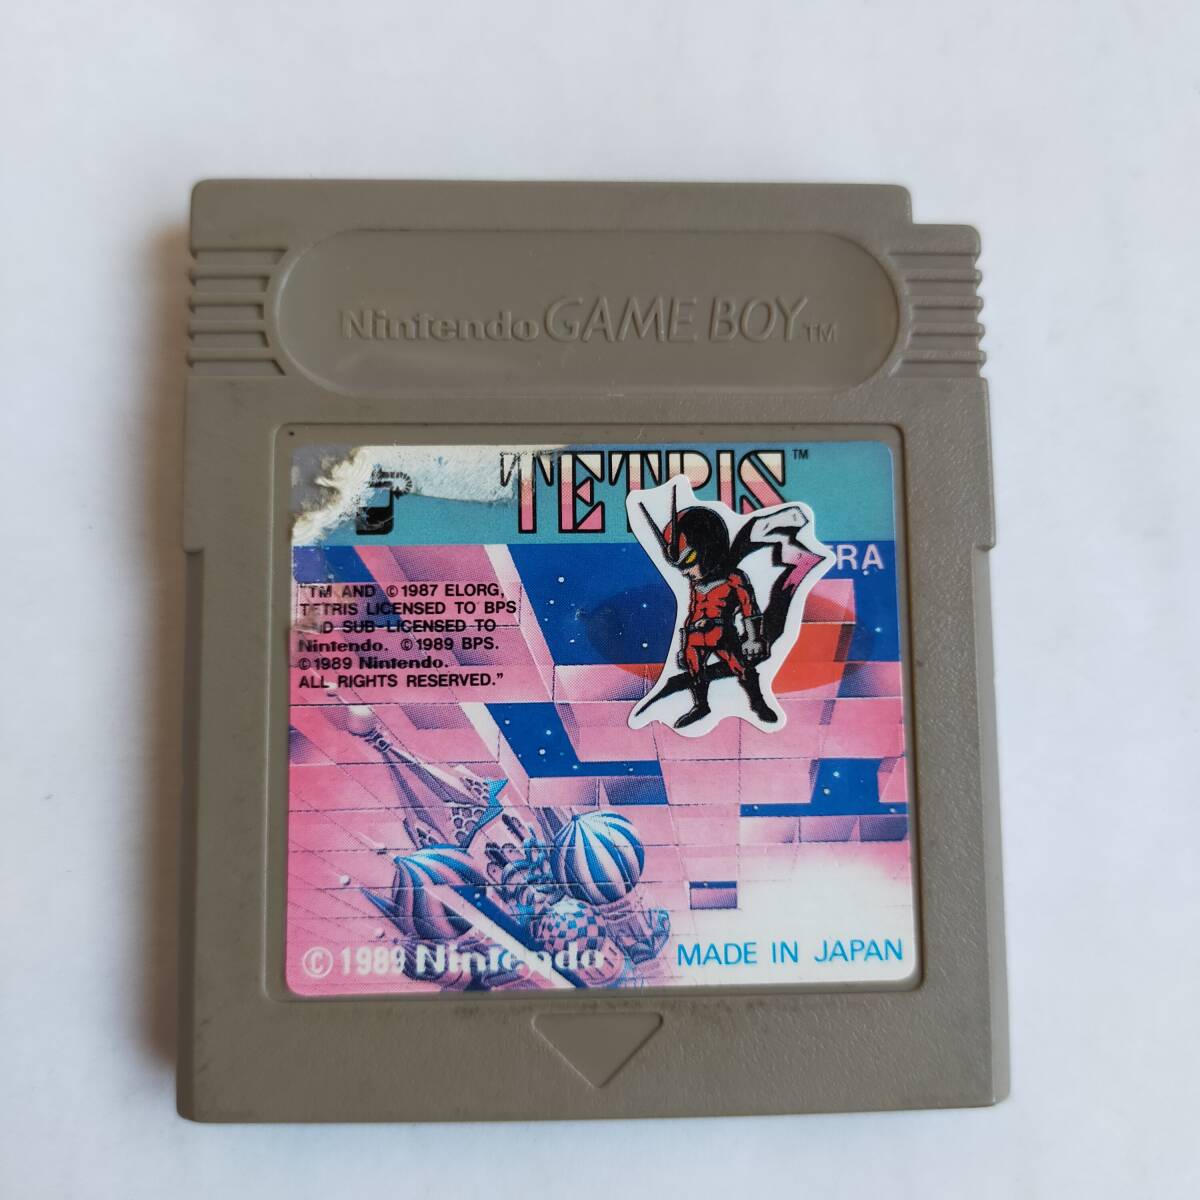 Nintendo GAME BOY™
TETRIS™
RA
"TM AND ©1987 ELORG,
TETRIS LICENSED TO BPS
AND SUB-LICENSED TO
Nintendo. ©1989 BPS.
©1989 Nintendo.
ALL RIGHTS RESERVED."
© 1989 Nintendo
MADE IN JAPAN